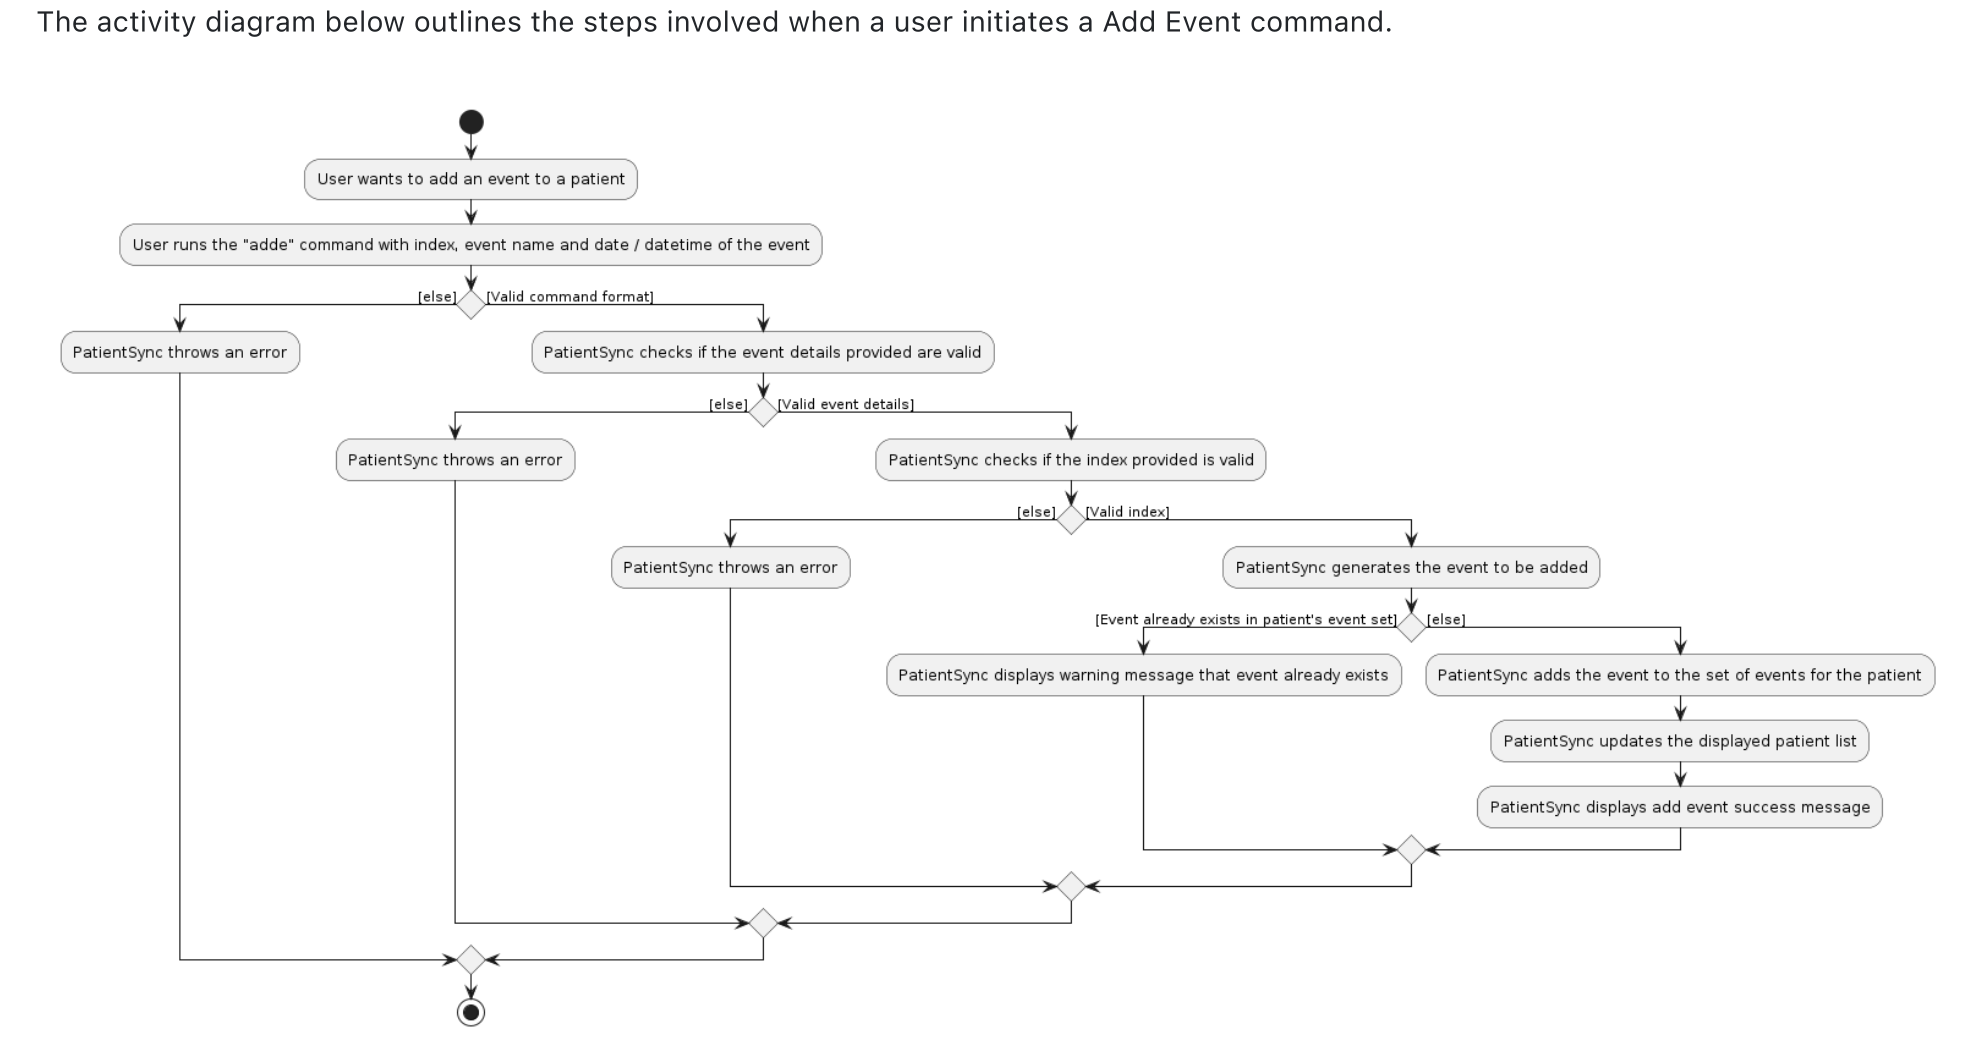 The activity diagram below outlines the steps involved when a user initiates a Add Event command.
User wants to add an event to a patient
User runs the "adde" command with index, event name and date / datetime of the event
[else]
[Valid command format]
PatientSync throws an error
PatientSync checks if the event details provided are valid
[else]
[Valid event details]
PatientSync throws an error
PatientSync checks if the index provided is valid
[else]
[Valid index]
PatientSync throws an error
PatientSync generates the event to be added
[Event already exists in patient's event set]
[else]
PatientSync displays warning message that event already exists
PatientSync adds the event to the set of events for the patient
PatientSync updates the displayed patient list
PatientSync displays add event success message